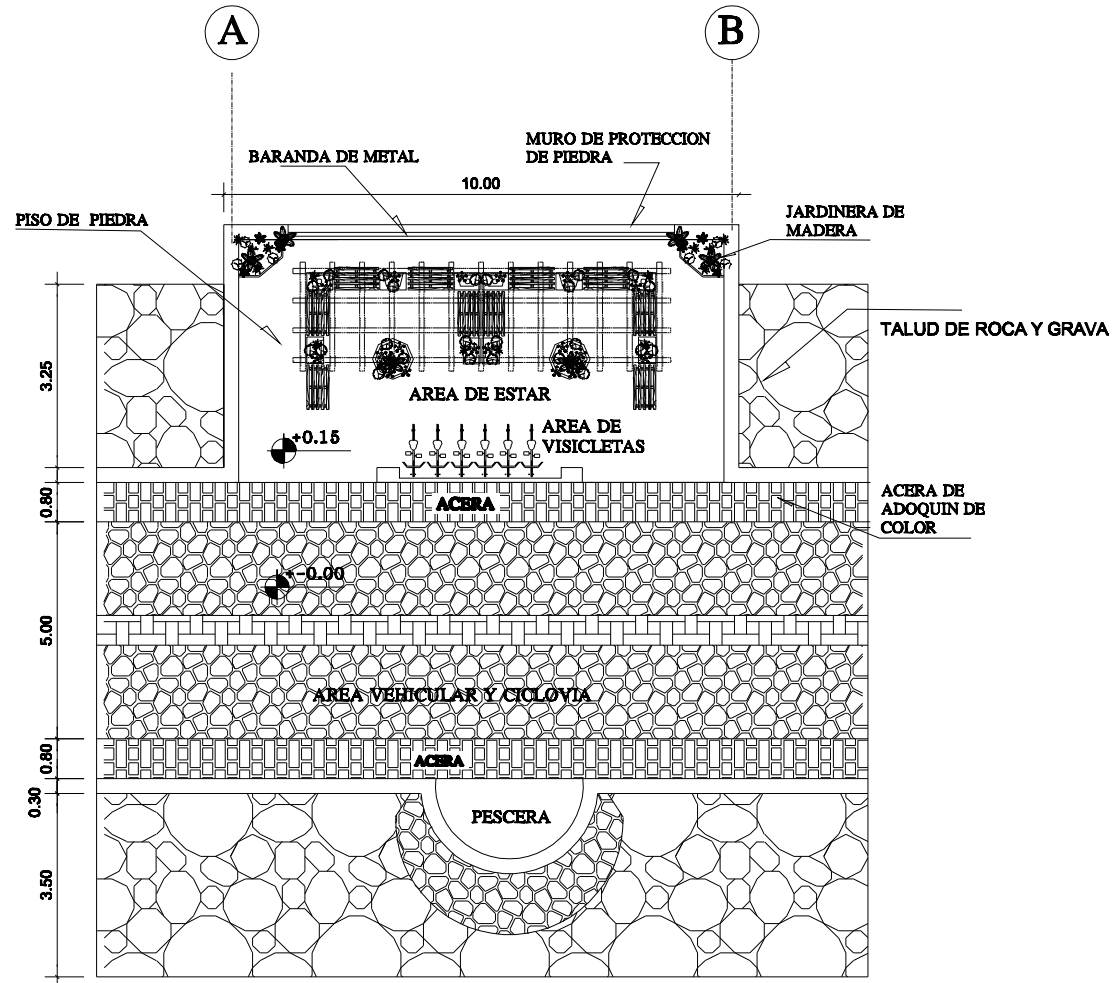 A
B
MURO DE PROTECCION
DE PIEDRA
BARANDA DE METAL
10.00
PISO DE PIEDRA
JARDINERA DE
MADERA
TALUD DE ROCA Y GRAVA
3.25
AREA DE ESTAR
AREA DE
VISICLETAS
+0.15
ACERA
0.80
ACERA DE
ADOQUIN DE
COLOR
+-0.00
5.00
AREA VEHICULAR Y CICLOVIA
0.80
ACERA
0.30
PESCERA
3.50